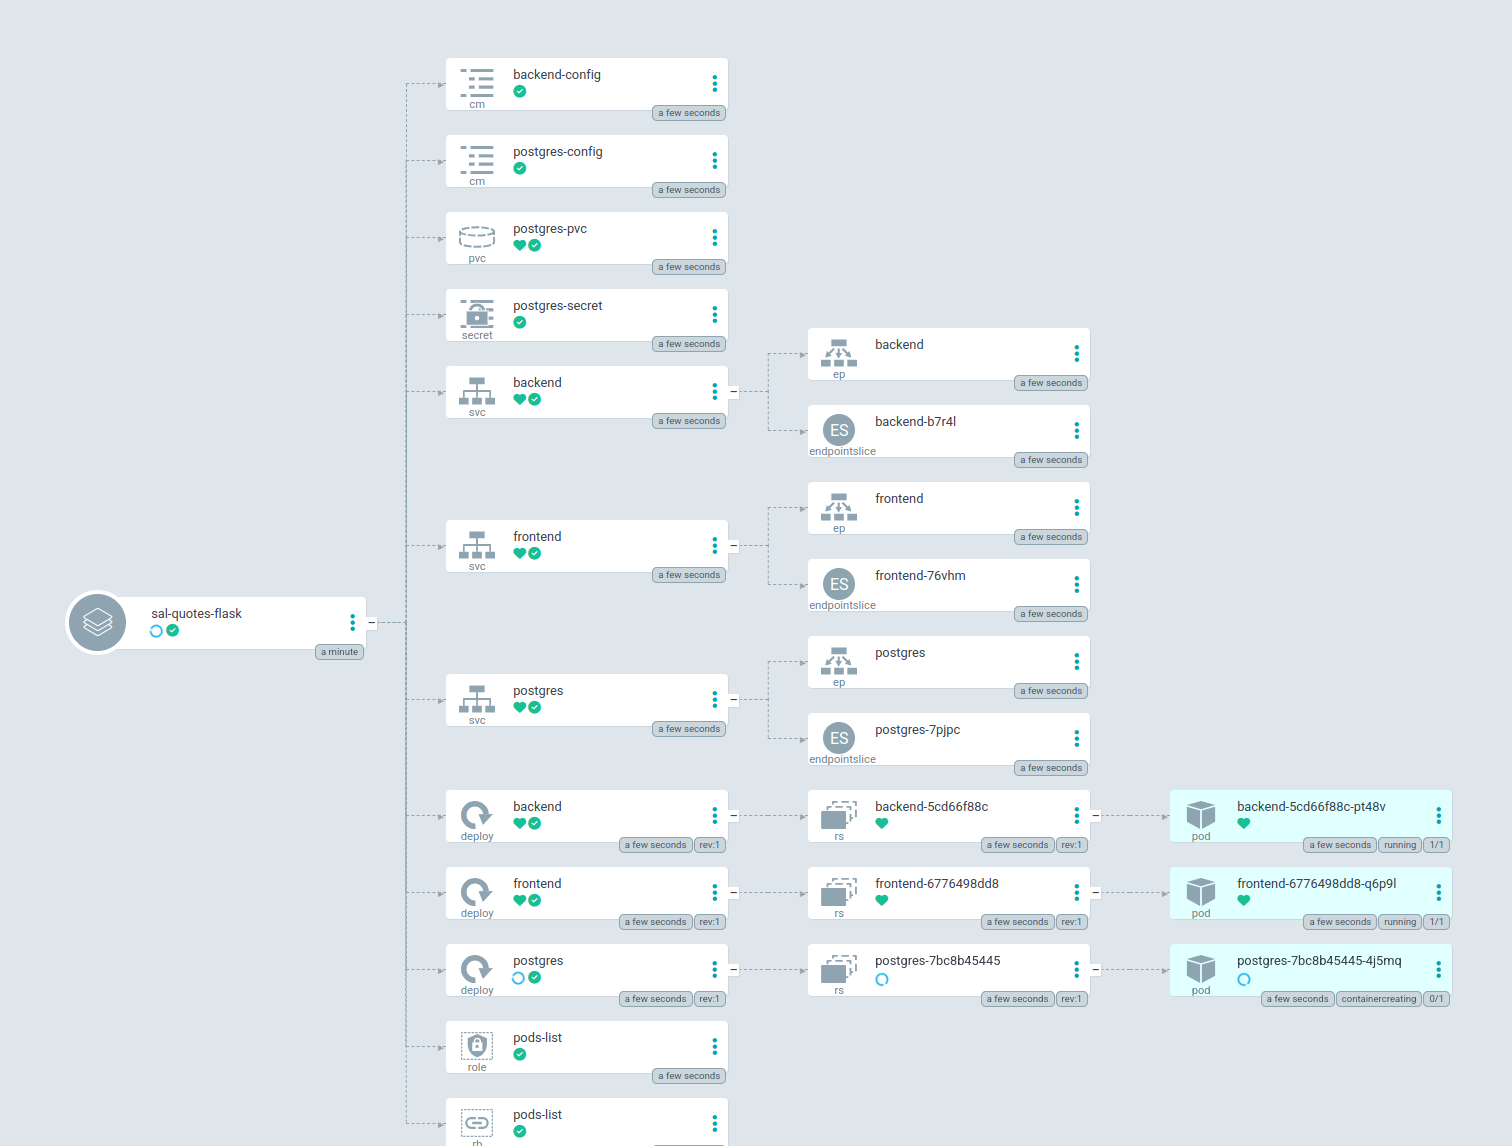 backend-config
cm
a few seconds
postgres-config
cm
a few seconds
postgres-pvc
pvc
a few seconds
postgres-secret
secret
a few seconds
backend
svc
a few seconds
backend
ep
a few seconds
backend-b7r4l
ES
endpointslice
a few seconds
frontend
svc
a few seconds
frontend
ep
a few seconds
frontend-76vhm
ES
endpointslice
a few seconds
sal-quotes-flask
a minute
postgres
svc
a few seconds
postgres
ep
a few seconds
postgres-7pjpc
ES
endpointslice
a few seconds
backend
deploy
a few seconds rev:1
backend-5cd66f88c
rs
a few seconds rev:1
backend-5cd66f88c-pt48v
pod
a few seconds running 1/1
frontend
deploy
a few seconds rev:1
frontend-6776498dd8
rs
a few seconds rev:1
frontend-6776498dd8-q6p9l
pod
a few seconds running 1/1
postgres
deploy
a few seconds rev:1
postgres-7bc8b45445
rs
a few seconds rev:1
postgres-7bc8b45445-4j5mq
pod
a few seconds containercreating 0/1
pods-list
role
a few seconds
pods-list
rb